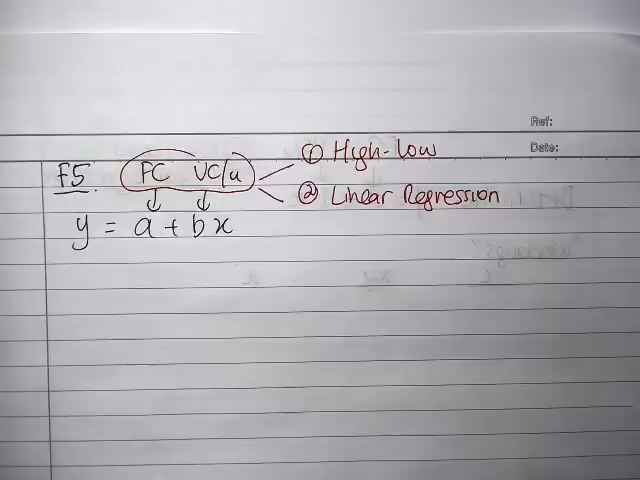 Ref:
Date:
① High-low
F5. FC VC/u
② Linear Regression
y = a + bx